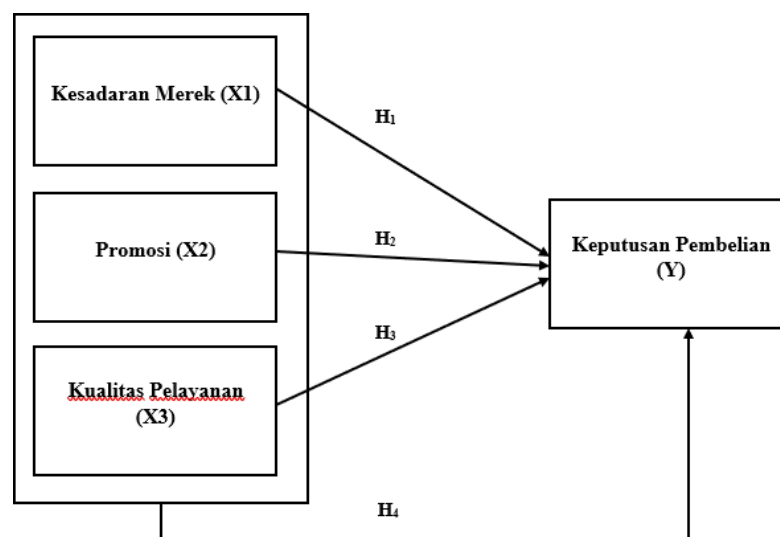 Kesadaran Merek (X1)
H₁
Promosi (X2)
H₂
Keputusan Pembelian
(Y)
H₃
Kualitas Pelayanan
(X3)
H₄